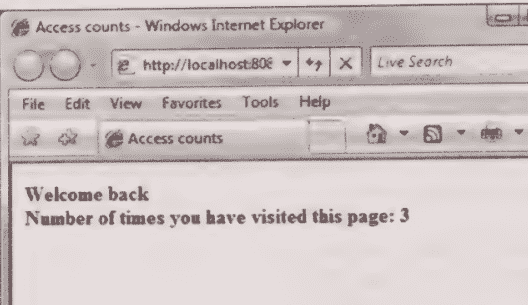 Access counts - Windows Internet Explorer
http://localhost:808
Live Search
File Edit View Favorites Tools Help
Access counts
Welcome back
Number of times you have visited this page: 3